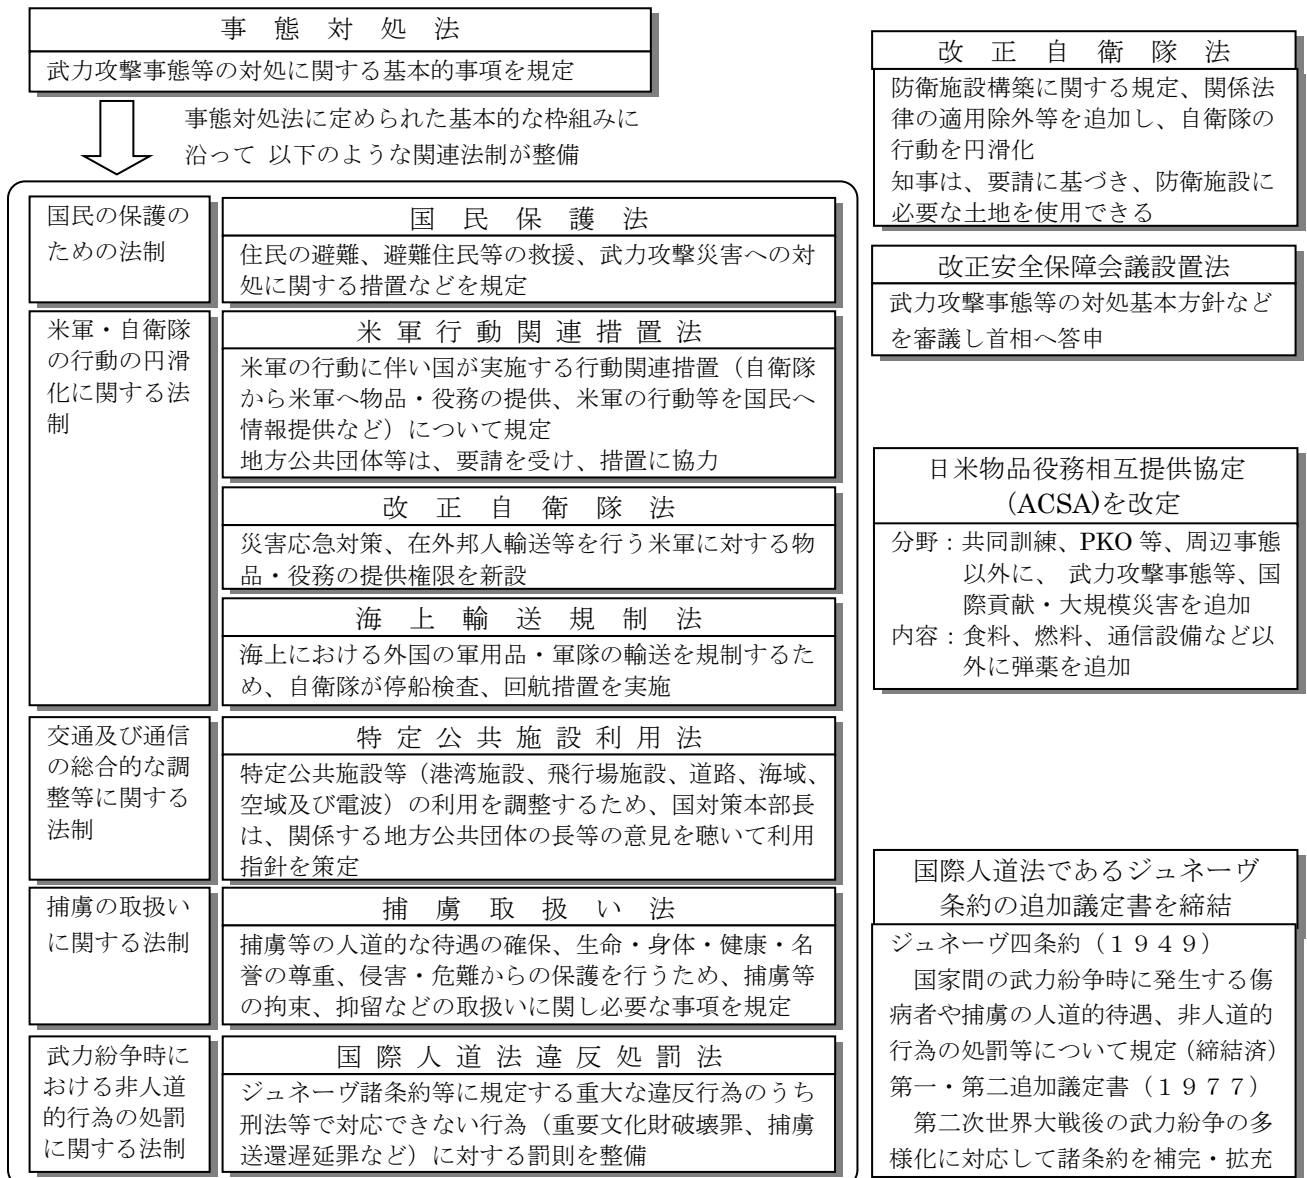 事態対処法
武力攻撃事態等の対処に関する基本的事項を規定
事態対処法に定められた基本的な枠組みに
沿って 以下のような関連法制が整備
国民の保護の
ための法制
国民保護法
住民の避難、避難住民等の救援、武力攻撃災害への対
処に関する措置などを規定
米軍・自衛隊
の行動の円滑
化に関する法
制
米軍行動関連措置法
米軍の行動に伴い国が実施する行動関連措置（自衛隊
から米軍へ物品・役務の提供、米軍の行動等を国民へ
情報提供など）について規定
地方公共団体等は、要請を受け、措置に協力
改正自衛隊法
災害応急対策、在外邦人輸送等を行う米軍に対する物
品・役務の提供権限を新設
海上輸送規制法
海上における外国の軍用品・軍隊の輸送を規制するた
め、自衛隊が停船検査、回航措置を実施
交通及び通信
の総合的な調
整等に関する
法制
特定公共施設利用法
特定公共施設等（港湾施設、飛行場施設、道路、海域、
空域及び電波）の利用を調整するため、国対策本部長
は、関係する地方公共団体の長等の意見を聴いて利用
指針を策定
捕虜の取扱い
に関する法制
捕虜取扱い法
捕虜等の人道的な待遇の確保、生命・身体・健康・名
誉の尊重、侵害・危難からの保護を行うため、捕虜等
の拘束、抑留などの取扱いに関し必要な事項を規定
武力紛争時に
おける非人道
的行為の処罰
に関する法制
国際人道法違反処罰法
ジュネーヴ諸条約等に規定する重大な違反行為のうち
刑法等で対応できない行為（重要文化財破壊罪、捕虜
送還遅延罪など）に対する罰則を整備
改正自衛隊法
防衛施設構築に関する規定、関係法
律の適用除外等を追加し、自衛隊の
行動を円滑化
知事は、要請に基づき、防衛施設に
必要な土地を使用できる
改正安全保障会議設置法
武力攻撃事態等の対処基本方針など
を審議し首相へ答申
日米物品役務相互提供協定
(ACSA)を改定
分野：共同訓練、PKO 等、周辺事態
以外に、 武力攻撃事態等、国
際貢献・大規模災害を追加
内容：食料、燃料、通信設備など以
外に弾薬を追加
国際人道法であるジュネーヴ
条約の追加議定書を締結
ジュネーヴ四条約（１９４９）
国家間の武力紛争時に発生する傷
病者や捕虜の人道的待遇、非人道的
行為の処罰等について規定（締結済）
第一・第二追加議定書（１９７７）
第二次世界大戦後の武力紛争の多
様化に対応して諸条約を補完・拡充